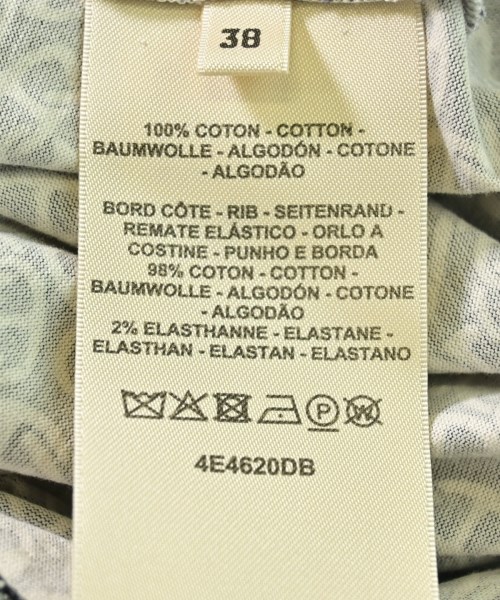 38
100% COTON - COTTON -
BAUMWOLLE - ALGODÓN - COTONE
- ALGODÃO
BORD CÔTE - RIB - SEITENRAND -
REMATE ELÁSTICO - ORLO A
COSTINE - PUNHO E BORDA
98% COTON - COTTON -
BAUMWOLLE - ALGODÓN - COTONE
- ALGODÃO
2% ELASTHANNE - ELASTANE -
ELASTHAN - ELASTAN - ELASTANO
P W
4E4620DB